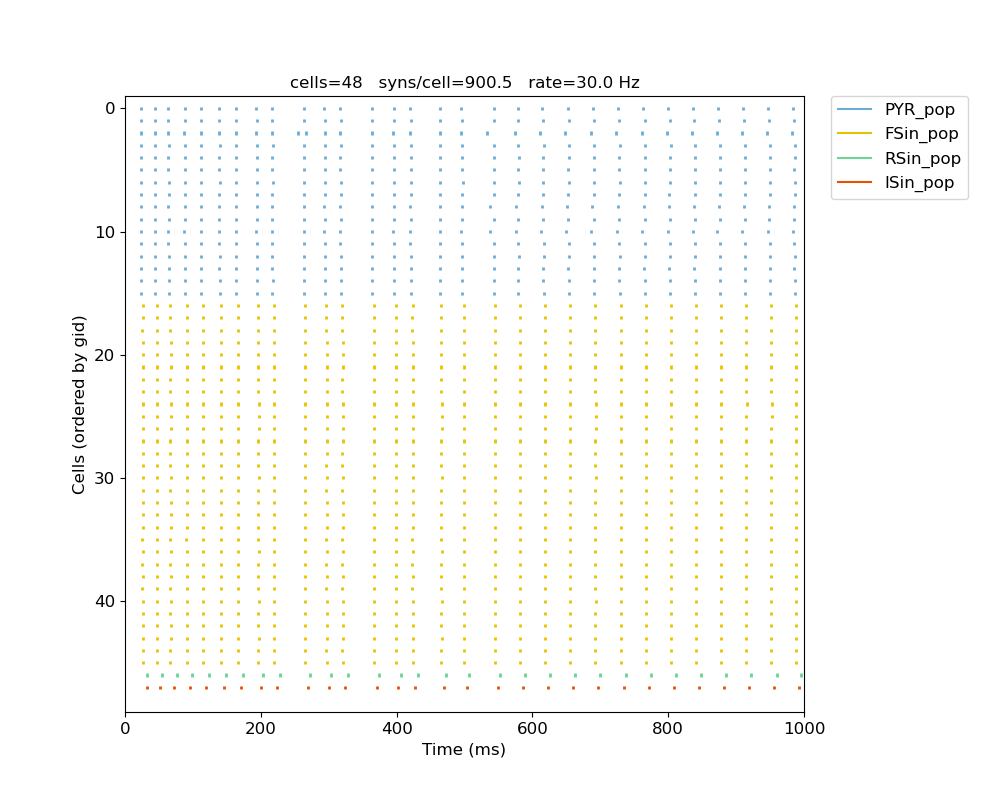 cells=48   syns/cell=900.5   rate=30.0 Hz
PYR_pop
FSin_pop
RSin_pop
ISin_pop
Cells (ordered by gid)
0
10
20
30
40
0 200 400 600 800 1000
Time (ms)